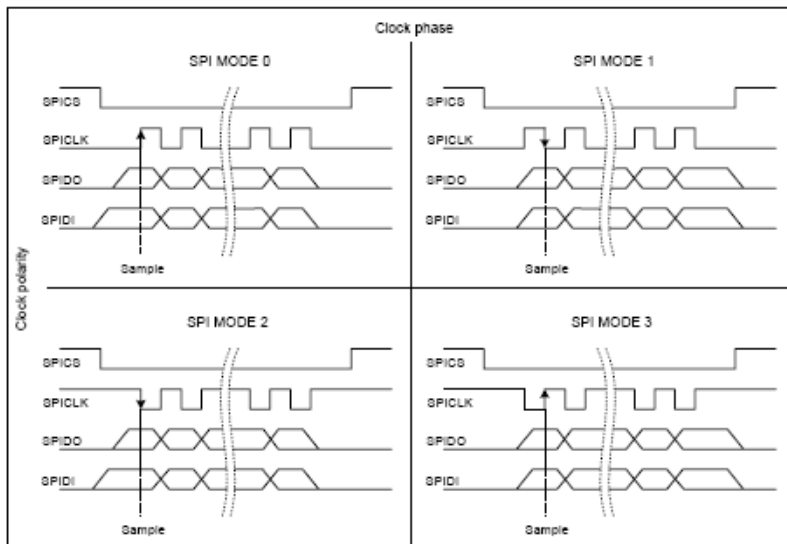 Clock phase
SPI MODE 0
SPICS
SPICLK
SPIDO
SPIDI
Sample
SPI MODE 1
SPICS
SPICLK
SPIDO
SPIDI
Sample
Clock polarity
SPI MODE 2
SPICS
SPICLK
SPIDO
SPIDI
Sample
SPI MODE 3
SPICS
SPICLK
SPIDO
SPIDI
Sample